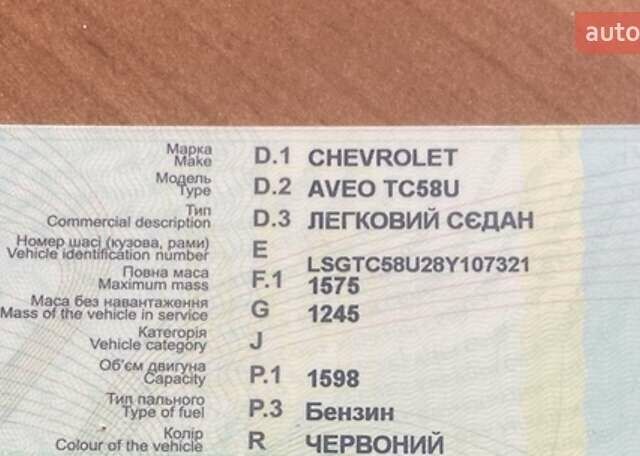 auto
Марка
Make D.1 CHEVROLET
Модель
Type D.2 AVEO TC58U
Тип
Commercial description D.3 ЛЕГКОВИЙ СЄДАН
Номер шасі (кузова, рами)
Vehicle identification number E LSGTC58U28Y107321
Повна маса
Maximum mass F.1 1575
Маса без навантаження
Mass of the vehicle in service G 1245
Категорія
Vehicle category J
Об'єм двигуна
Capacity P.1 1598
Тип пального
Type of fuel P.3 Бензин
Колір
Colour of the vehicle R ЧЕРВОНИЙ